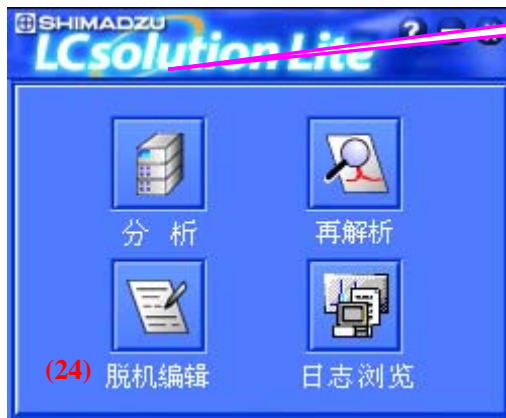 SHIMADZU
LCsolution Lite
?
分 析
再解析
(24) 脱机编辑
日志浏览